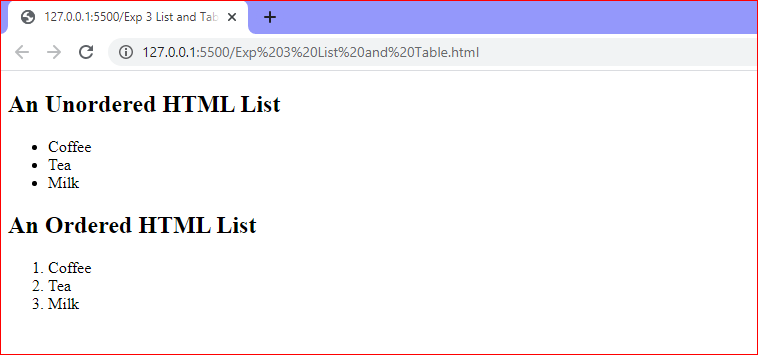 127.0.0.1:5500/Exp 3 List and Tab
127.0.0.1:5500/Exp%203%20List%20and%20Table.html
An Unordered HTML List
• Coffee
• Tea
• Milk
An Ordered HTML List
1. Coffee
2. Tea
3. Milk